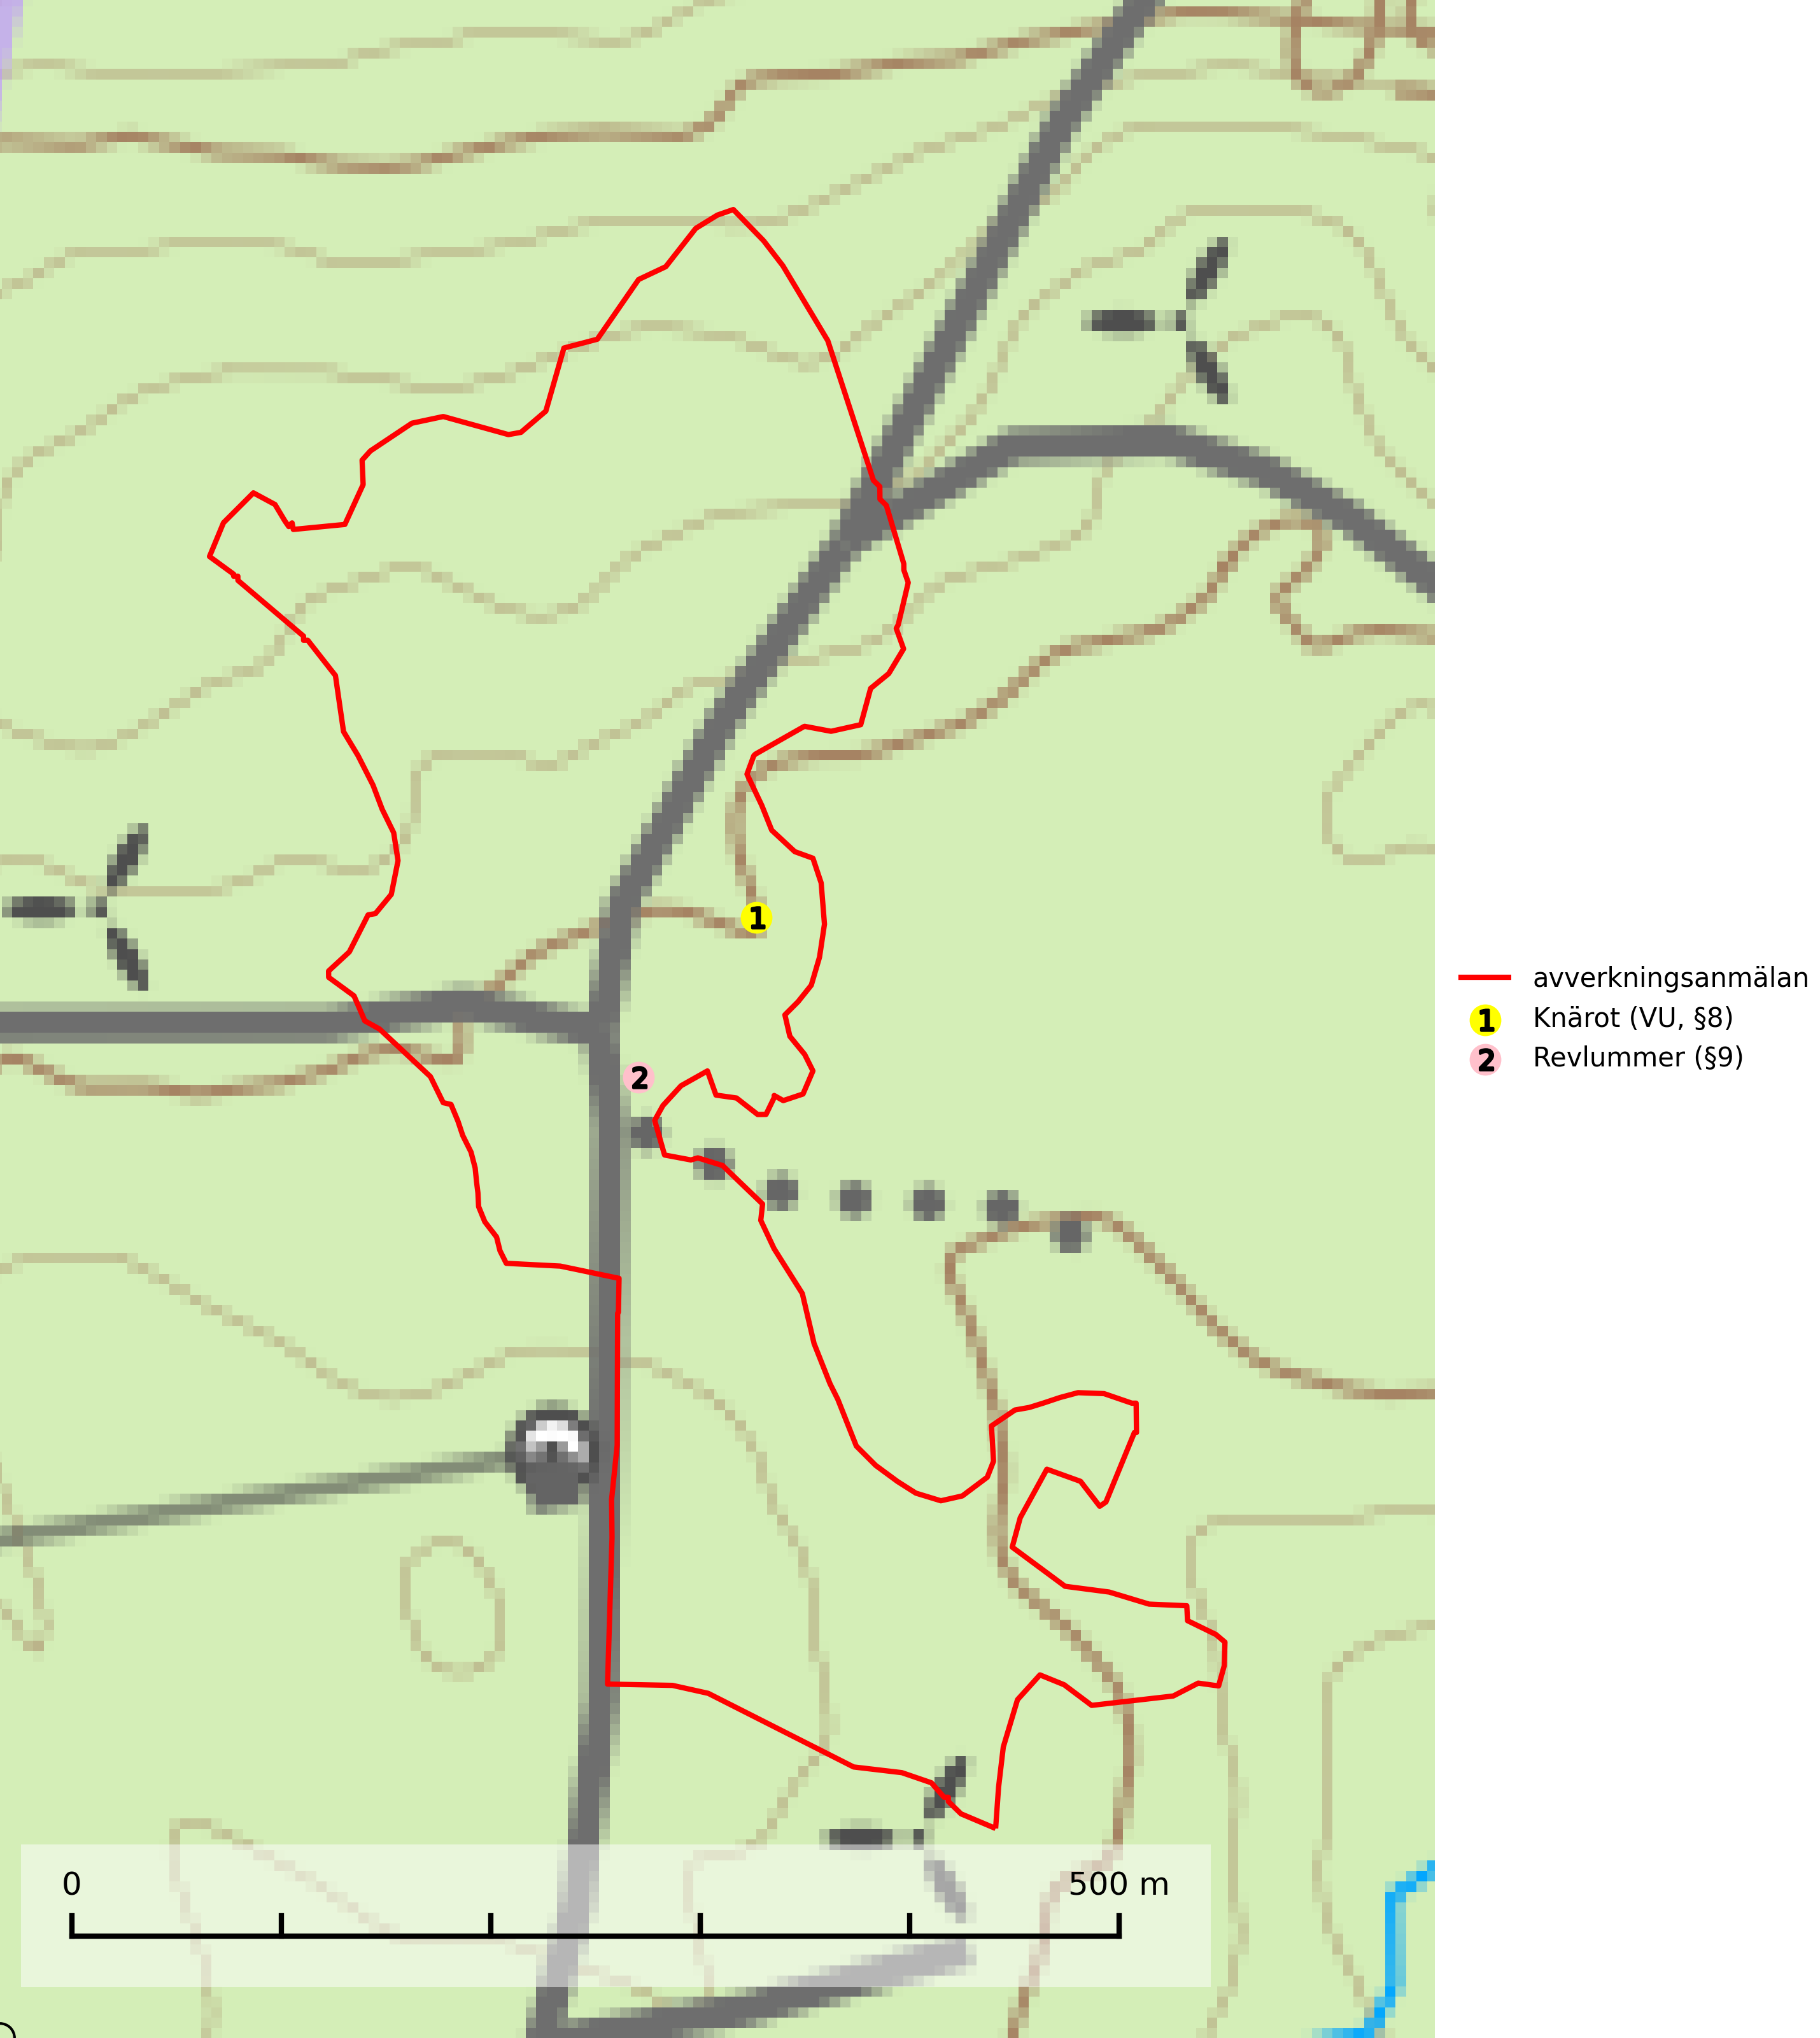 1
2
avverkningsanmälan
1 Knärot (VU, §8)
2 Revlummer (§9)
0 500 m